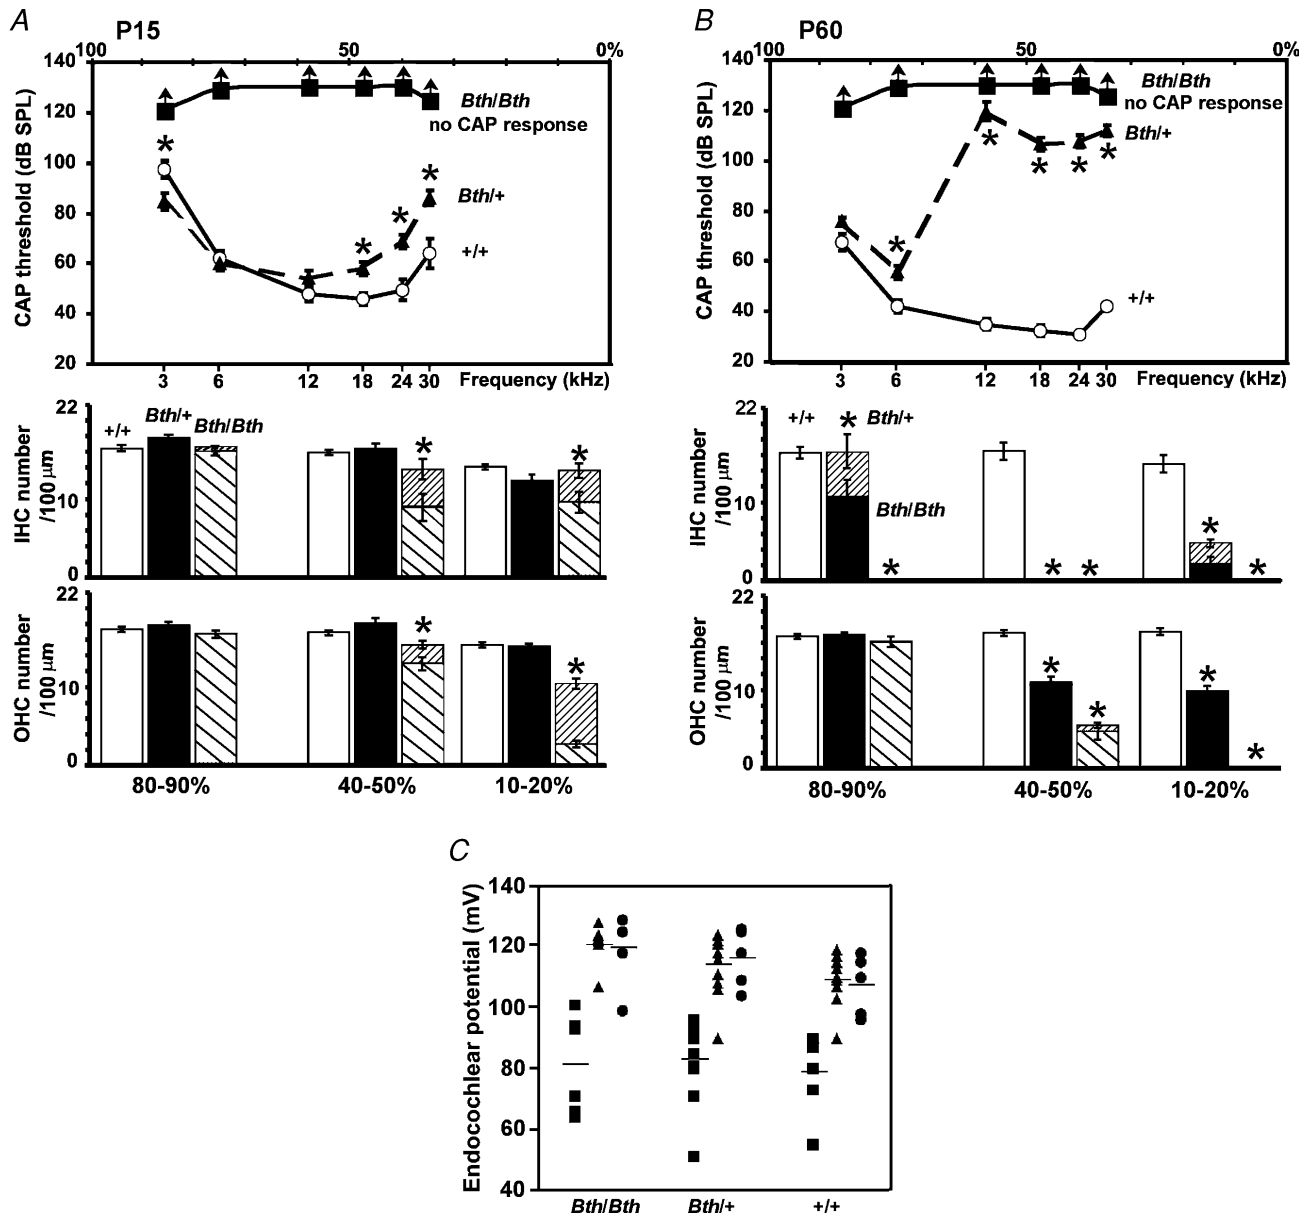 A
P15
100 50 0%
140
120
100
80
60
40
20
CAP threshold (dB SPL)
Bth/Bth
no CAP response
Bth/+
+/+
* * * *
3 6 12 18 24 30 Frequency (kHz)
22
10
0
IHC number
/100 µm
+/+ Bth/+ Bth/Bth
* *
22
10
0
OHC number
/100 µm
* *
80-90% 40-50% 10-20%
B
P60
100 50 0%
140
120
100
80
60
40
20
CAP threshold (dB SPL)
Bth/Bth
no CAP response
Bth/+
+/+
* * * * *
3 6 12 18 24 30 Frequency (kHz)
22
10
0
IHC number
/100 µm
+/+ * Bth/+
Bth/Bth
* * * * *
22
10
0
OHC number
/100 µm
* * * *
80-90% 40-50% 10-20%
C
140
120
100
80
60
40
Endocochlear potential (mV)
Bth/Bth Bth/+ +/+